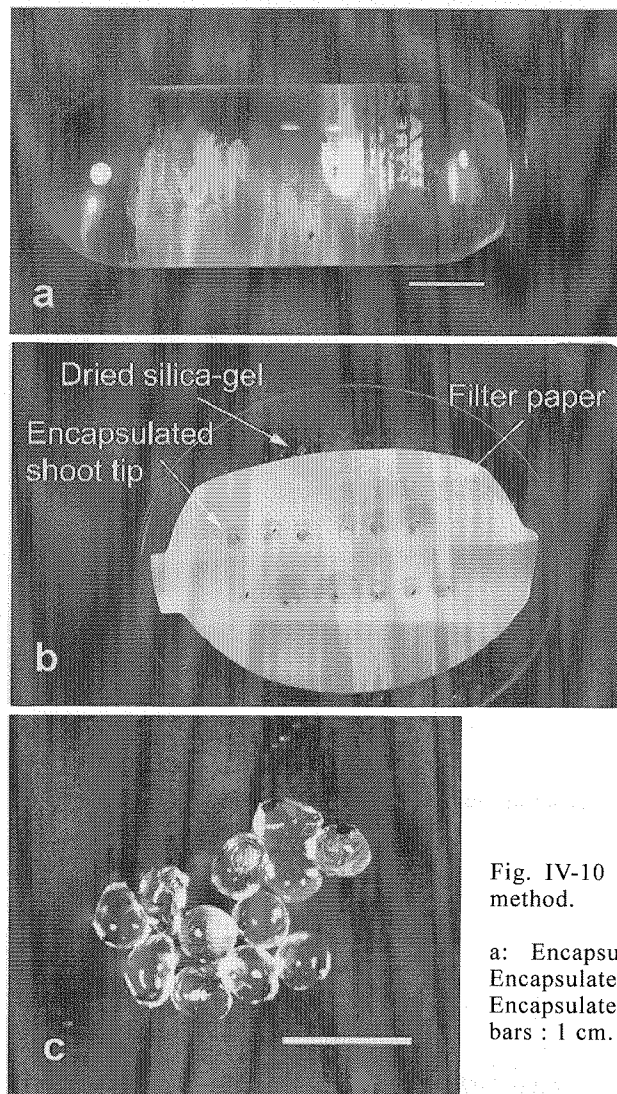 a
Dried silica-gel
Filter paper
Encapsulated
shoot tip
b
c
Fig. IV-10
method.
a: Encapsu
Encapsulate
Encapsulate
bars : 1 cm.